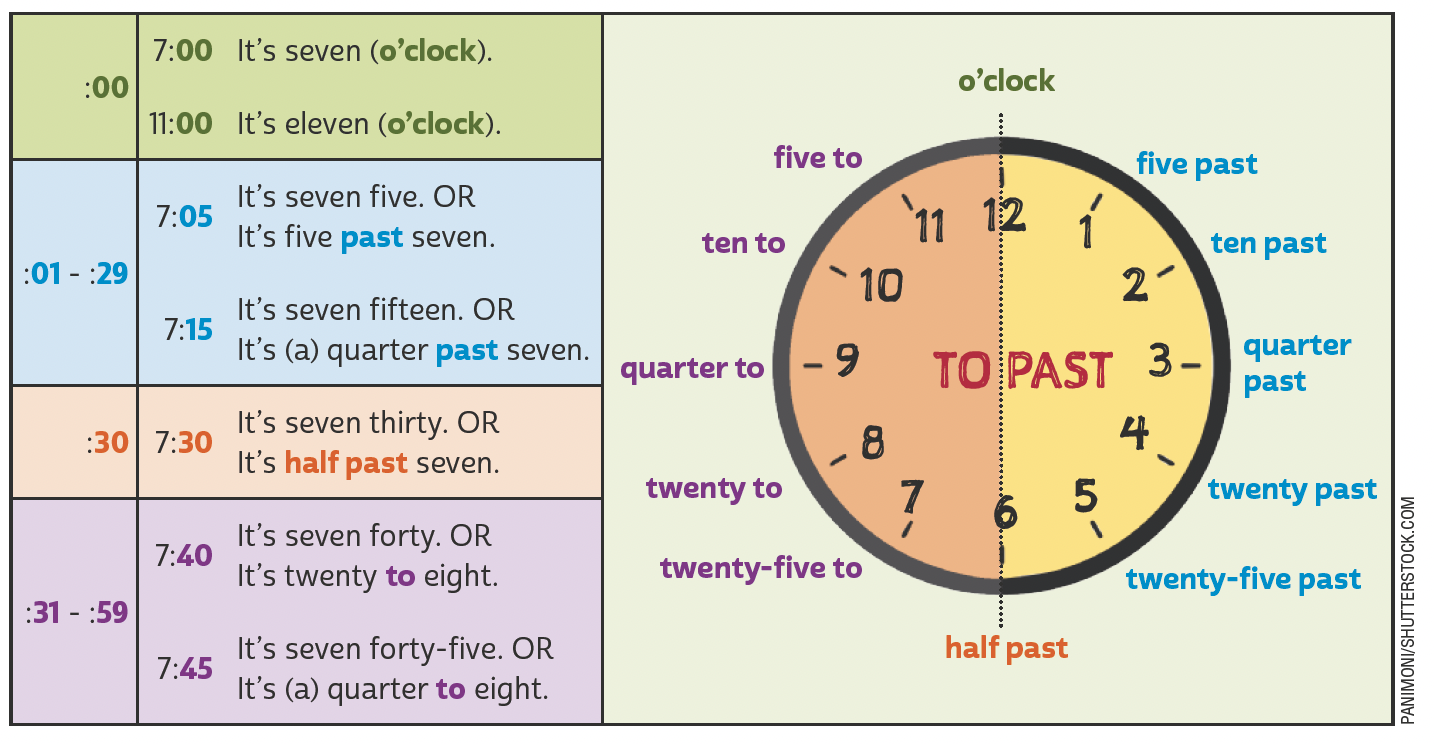 :00
7:00 It's seven (o'clock).
11:00 It's eleven (o'clock).
:01 - :29
7:05 It's seven five. OR
It's five past seven.
7:15 It's seven fifteen. OR
It's (a) quarter past seven.
:30
7:30 It's seven thirty. OR
It's half past seven.
:31 - :59
7:40 It's seven forty. OR
It's twenty to eight.
7:45 It's seven forty-five. OR
It's (a) quarter to eight.
o'clock
five past
ten past
quarter
past
twenty past
twenty-five past
half past
twenty-five to
twenty to
quarter to
ten to
five to
12
1
2
3
4
5
6
7
8
9
10
11
TO PAST
PANIMONI/SHUTTERSTOCK.COM